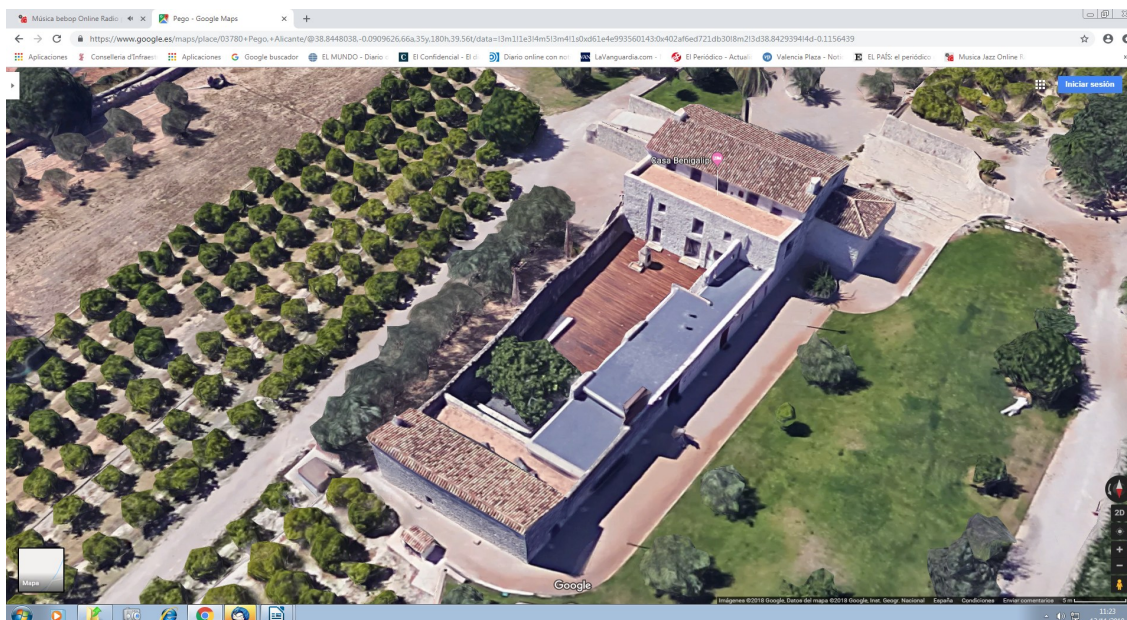 Música bebop Online Radio
Pego - Google Maps
https://www.google.es/maps/place/03780+Pego,+Alicante/@38.8448038,-0.0909626,66a,35y,180h,39.56t/data=!3m1!1e3!4m5!3m4!1s0xd61e4e993560143:0x402af6ed721db30!8m2!3d38.8429394!4d-0.1156439
Aplicaciones Conselleria d'Infraest Aplicaciones Google buscador EL MUNDO - Diario El Confidencial - El d Diario online con not LaVanguardia.com - El Periódico - Actual Valencia Plaza - Not EL PAÍS: el periódico Musica Jazz Online R
Iniciar sesión
Casa Benigalip
2D
Mapa
Google
Imágenes ©2018 Google, Datos del mapa ©2018 Google, Inst. Geogr. Nacional España Condiciones Enviar comentarios 5 m
11:23